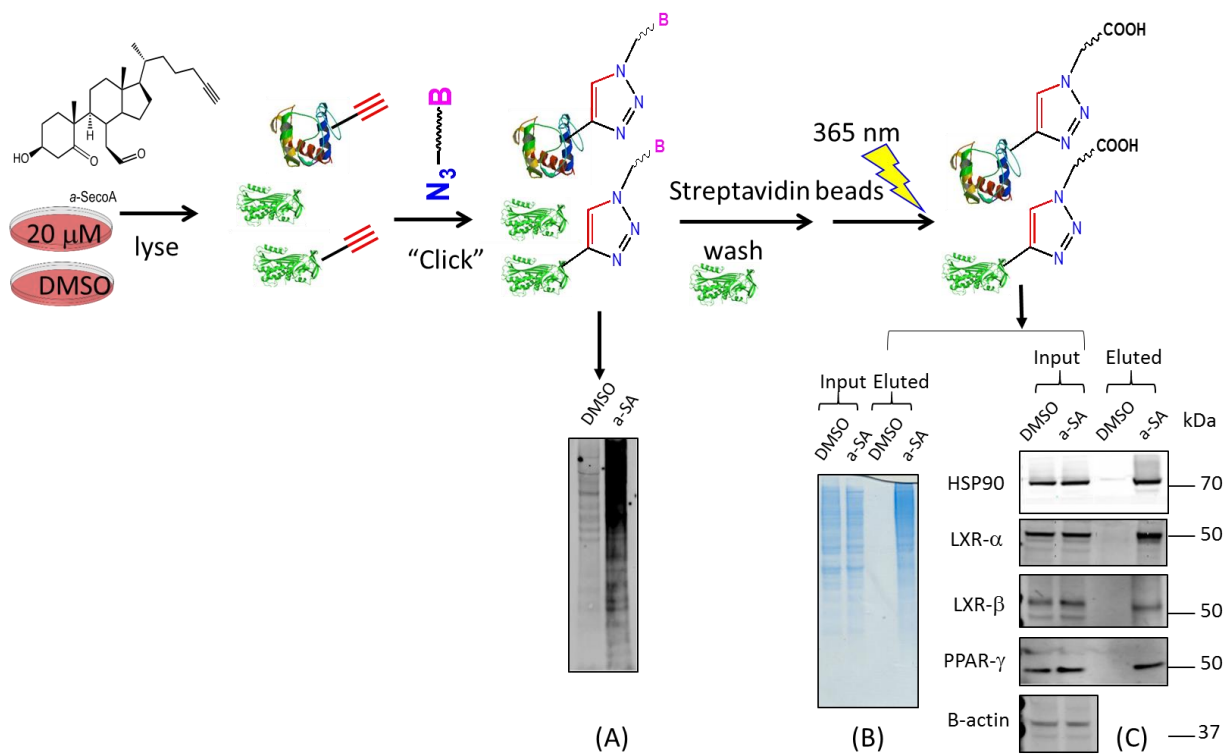 HO
H
O
O
a-SecoA
20 μM
DMSO
lyse
N3
B
“Click”
B
N
N
N
B
N
N
N
Streptavidin beads
wash
365 nm
COOH
N
N
N
COOH
N
N
N
DMSO
a-SA
(A)
Input Eluted
DMSO
a-SA
DMSO
a-SA
(B)
Input Eluted
DMSO
a-SA
DMSO
a-SA
kDa
HSP90
70
LXR-α
50
LXR-β
50
PPAR-γ
50
B-actin
37
(C)